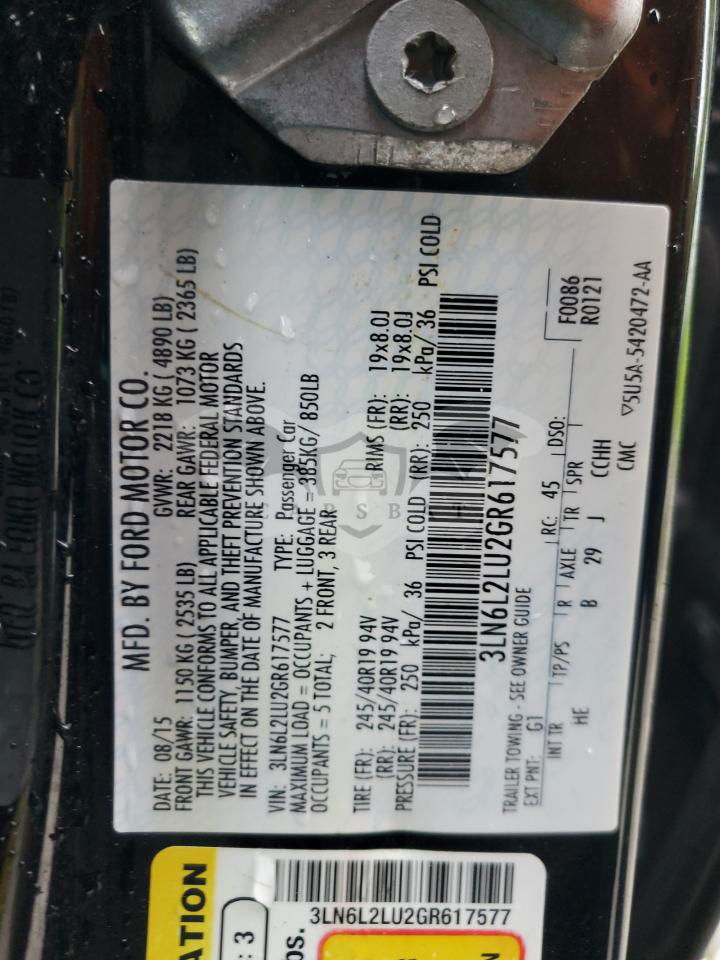 MFD. BY FORD MOTOR CO.
DATE: 08/15 GVWR: 2218 KG ( 4890 LB)
FRONT GAWR: 1150 KG ( 2535 LB) REAR GAWR: 1073 KG ( 2365 LB)
THIS VEHICLE CONFORMS TO ALL APPLICABLE FEDERAL MOTOR
VEHICLE SAFETY, BUMPER, AND THEFT PREVENTION STANDARDS
IN EFFECT ON THE DATE OF MANUFACTURE SHOWN ABOVE.
VIN: 3LN6L2LU2GR617577 TYPE: Passenger Car
MAXIMUM LOAD = OCCUPANTS + LUGGAGE = 385KG/ 850LB
OCCUPANTS = 5 TOTAL; 2 FRONT, 3 REAR
TIRE (FR): 245/40R19 94V RIMS (FR): 19x8.0J
(RR): 245/40R19 94V (RR): 19x8.0J
PRESSURE (FR): 250 kPa/ 36 PSI COLD (RR): 250 kPa/ 36 PSI COLD
3LN6L2LU2GR617577
TRAILER TOWING - SEE OWNER GUIDE
EXT PNT: G1 RC: 45 DSO: F0086
R0121
INT TR TP/PS R AXLE TR SPR
HE B 29 J CCHH
CMC ▽5U5A-5420472-AA
ATION
: 3
OS.
3LN6L2LU2GR617577